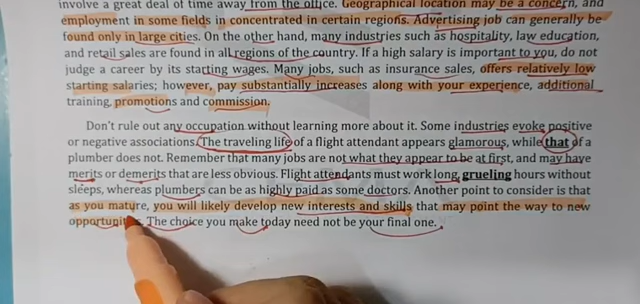 involve a great deal of time away from the office. Geographical location may be a concern, and
employment in some fields in concentrated in certain regions. Advertising job can generally be
found only in large cities. On the other hand, many industries such as hospitality, law education,
and retail sales are found in all regions of the country. If a high salary is important to you, do not
judge a career by its starting wages. Many jobs, such as insurance sales, offers relatively low
starting salaries; however, pay substantially increases along with your experience, additional
training, promotions and commission.
Don't rule out any occupation without learning more about it. Some industries evoke positive
or negative associations. The traveling life of a flight attendant appears glamorous, while that of a
plumber does not. Remember that many jobs are not what they appear to be at first, and may have
merits or demerits that are less obvious. Flight attendants must work long, grueling hours without
sleeps, whereas plumbers can be as highly paid as some doctors. Another point to consider is that
as you mature, you will likely develop new interests and skills that may point the way to new
The choice you make today need not be your final one.